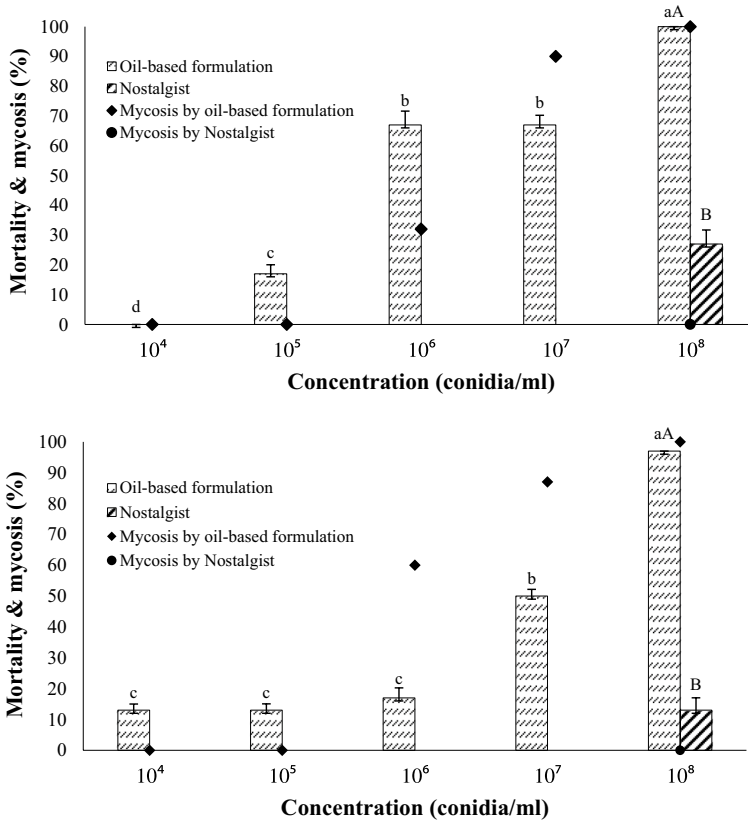 Mortality & mycosis (%)
100
90
80
70
60
50
40
30
20
10
0
Oil-based formulation
Nostalgist
Mycosis by oil-based formulation
Mycosis by Nostalgist
d
c
b
b
aA
B
10⁴
10⁵
10⁶
10⁷
10⁸
Concentration (conidia/ml)
Mortality & mycosis (%)
100
90
80
70
60
50
40
30
20
10
0
Oil-based formulation
Nostalgist
Mycosis by oil-based formulation
Mycosis by Nostalgist
c
c
c
b
aA
B
10⁴
10⁵
10⁶
10⁷
10⁸
Concentration (conidia/ml)